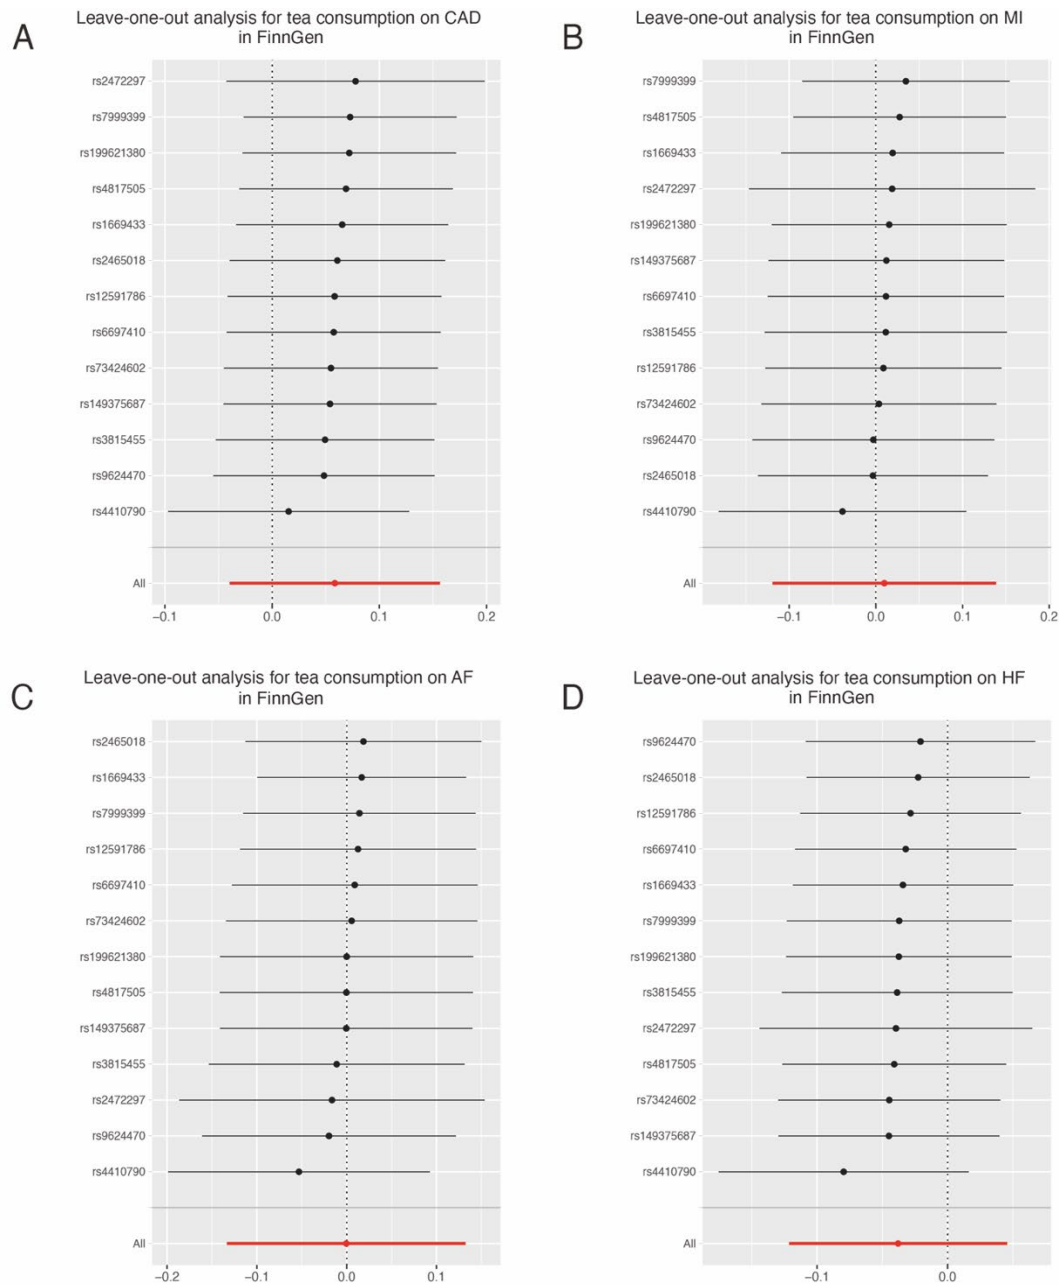 A
Leave-one-out analysis for tea consumption on CAD
in FinnGen
rs2472297
rs7999399
rs199621380
rs4817505
rs1669433
rs2465018
rs12591786
rs6697410
rs73424602
rs149375687
rs3815455
rs9624470
rs4410790
All
−0.1 0.0 0.1 0.2
B
Leave-one-out analysis for tea consumption on MI
in FinnGen
rs7999399
rs4817505
rs1669433
rs2472297
rs199621380
rs149375687
rs6697410
rs3815455
rs12591786
rs73424602
rs9624470
rs2465018
rs4410790
All
−0.1 0.0 0.1 0.2
C
Leave-one-out analysis for tea consumption on AF
in FinnGen
rs2465018
rs1669433
rs7999399
rs12591786
rs6697410
rs73424602
rs199621380
rs4817505
rs149375687
rs3815455
rs2472297
rs9624470
rs4410790
All
−0.2 −0.1 0.0 0.1
D
Leave-one-out analysis for tea consumption on HF
in FinnGen
rs9624470
rs2465018
rs12591786
rs6697410
rs1669433
rs7999399
rs199621380
rs3815455
rs2472297
rs4817505
rs73424602
rs149375687
rs4410790
All
−0.1 0.0